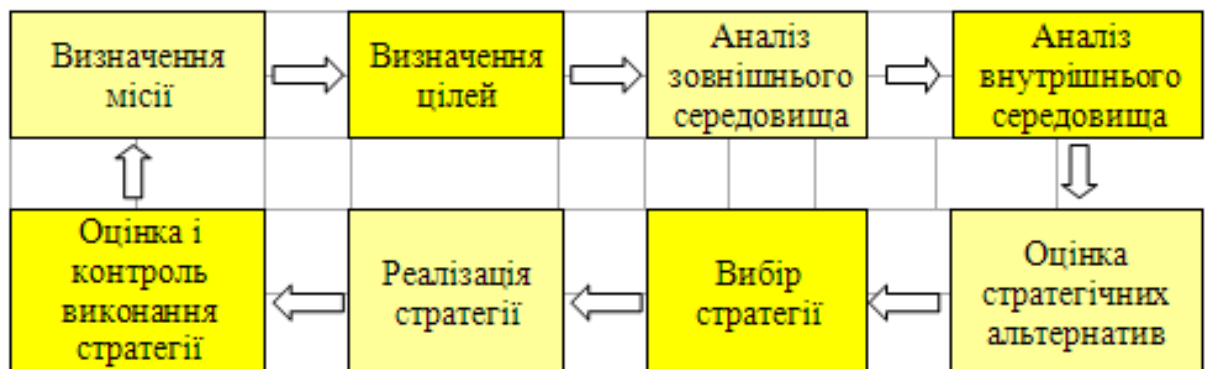 Визначення
місії
Визначення
цілей
Аналіз
зовнішнього
середовища
Аналіз
внутрішнього
середовища
Оцінка і
контроль
виконання
стратегії
Реалізація
стратегії
Вибір
стратегії
Оцінка
стратегічних
альтернатив